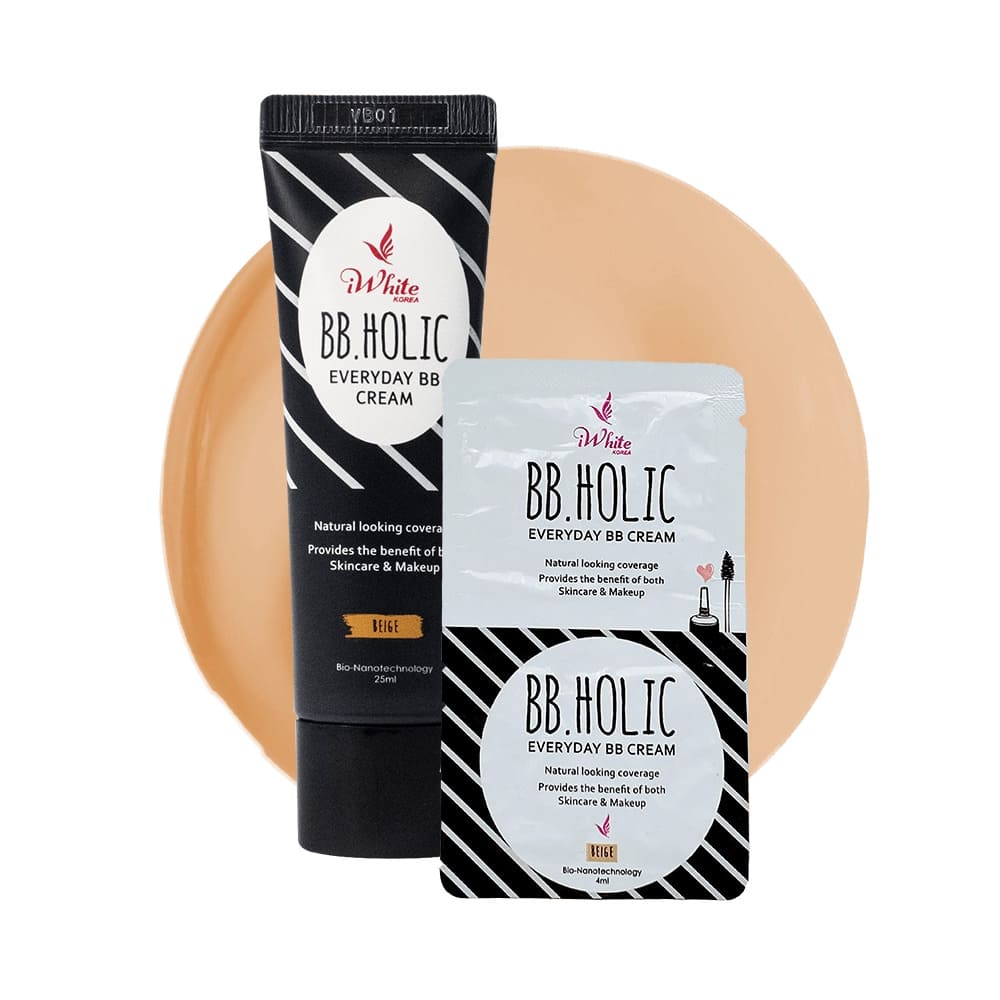 VB01
iWhite
KOREA
BB.HOLIC
EVERYDAY BB
CREAM
Natural looking covera
Provides the benefit of b
Skincare & Makeup
BEIGE
Bio-Nanotechnology
25ml
iWhite
KOREA
BB.HOLIC
EVERYDAY BB CREAM
Natural looking coverage
Provides the benefit of both
Skincare & Makeup
BB.HOLIC
EVERYDAY BB CREAM
Natural looking coverage
Provides the benefit of both
Skincare & Makeup
BEIGE
Bio-Nanotechnology
4ml